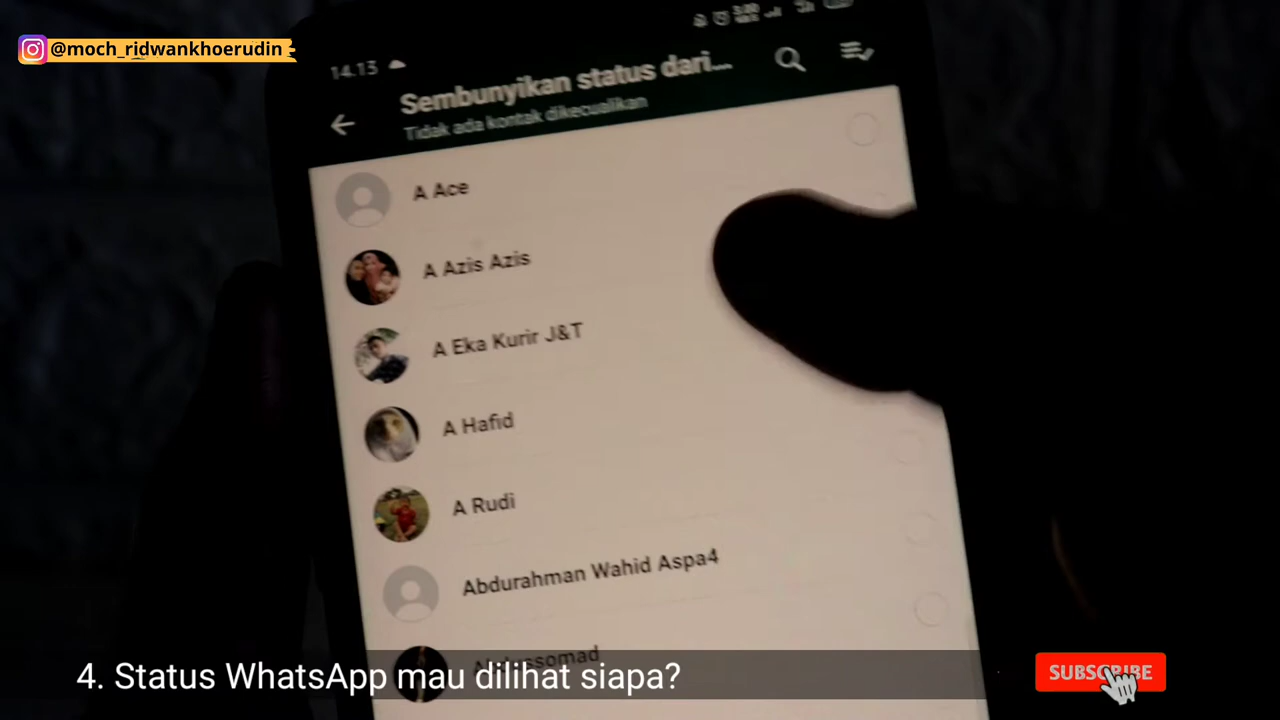 @moch_ridwankhoerudin
14.13
Sembunyikan status dari...
Tidak ada kontak dikecualikan
A Ace
A Azis Azis
A Eka Kurir J&T
A Hafid
A Rudi
Abdurahman Wahid Aspa4
4. Status WhatsApp mau dilihat siapa?
SUBSCRIBE